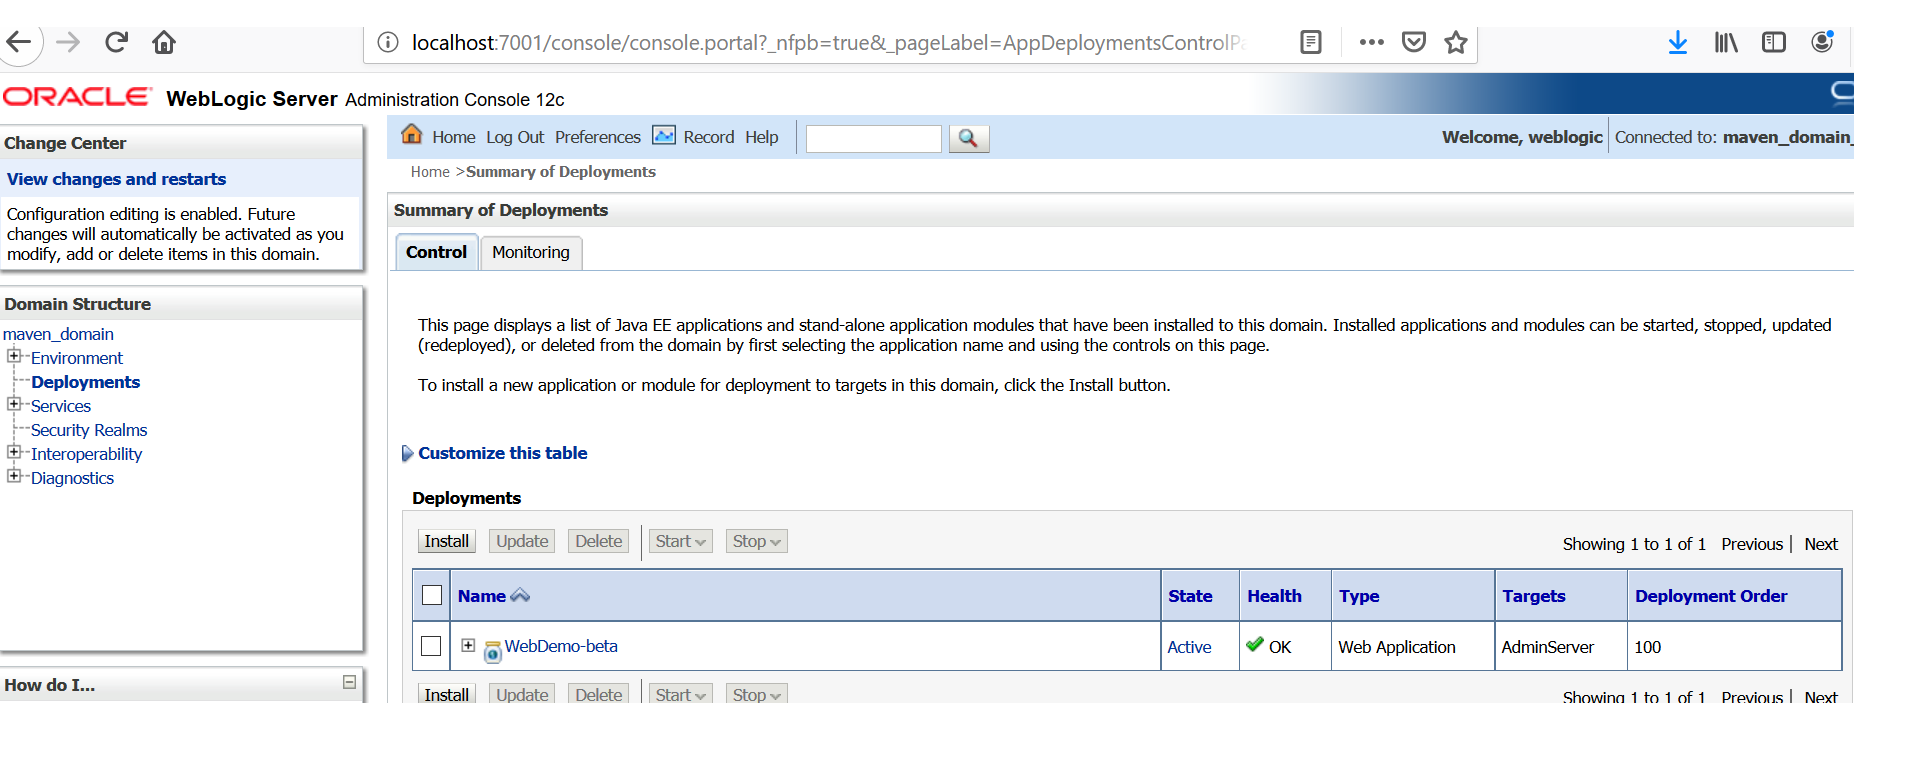 localhost:7001/console/console.portal?_nfpb=true&_pageLabel=AppDeploymentsControlPa
ORACLE WebLogic Server Administration Console 12c
Change Center
View changes and restarts
Configuration editing is enabled. Future
changes will automatically be activated as you
modify, add or delete items in this domain.
Domain Structure
maven_domain
Environment
Deployments
Services
Security Realms
Interoperability
Diagnostics
How do I...
Home Log Out Preferences Record Help
Welcome, weblogic Connected to: maven_domain_
Home >Summary of Deployments
Summary of Deployments
Control Monitoring
This page displays a list of Java EE applications and stand-alone application modules that have been installed to this domain. Installed applications and modules can be started, stopped, updated
(redeployed), or deleted from the domain by first selecting the application name and using the controls on this page.
To install a new application or module for deployment to targets in this domain, click the Install button.
Customize this table
Deployments
Install Update Delete Start Stop Showing 1 to 1 of 1 Previous | Next
Name State Health Type Targets Deployment Order
WebDemo-beta Active OK Web Application AdminServer 100
Install Update Delete Start Stop Showing 1 to 1 of 1 Previous | Next